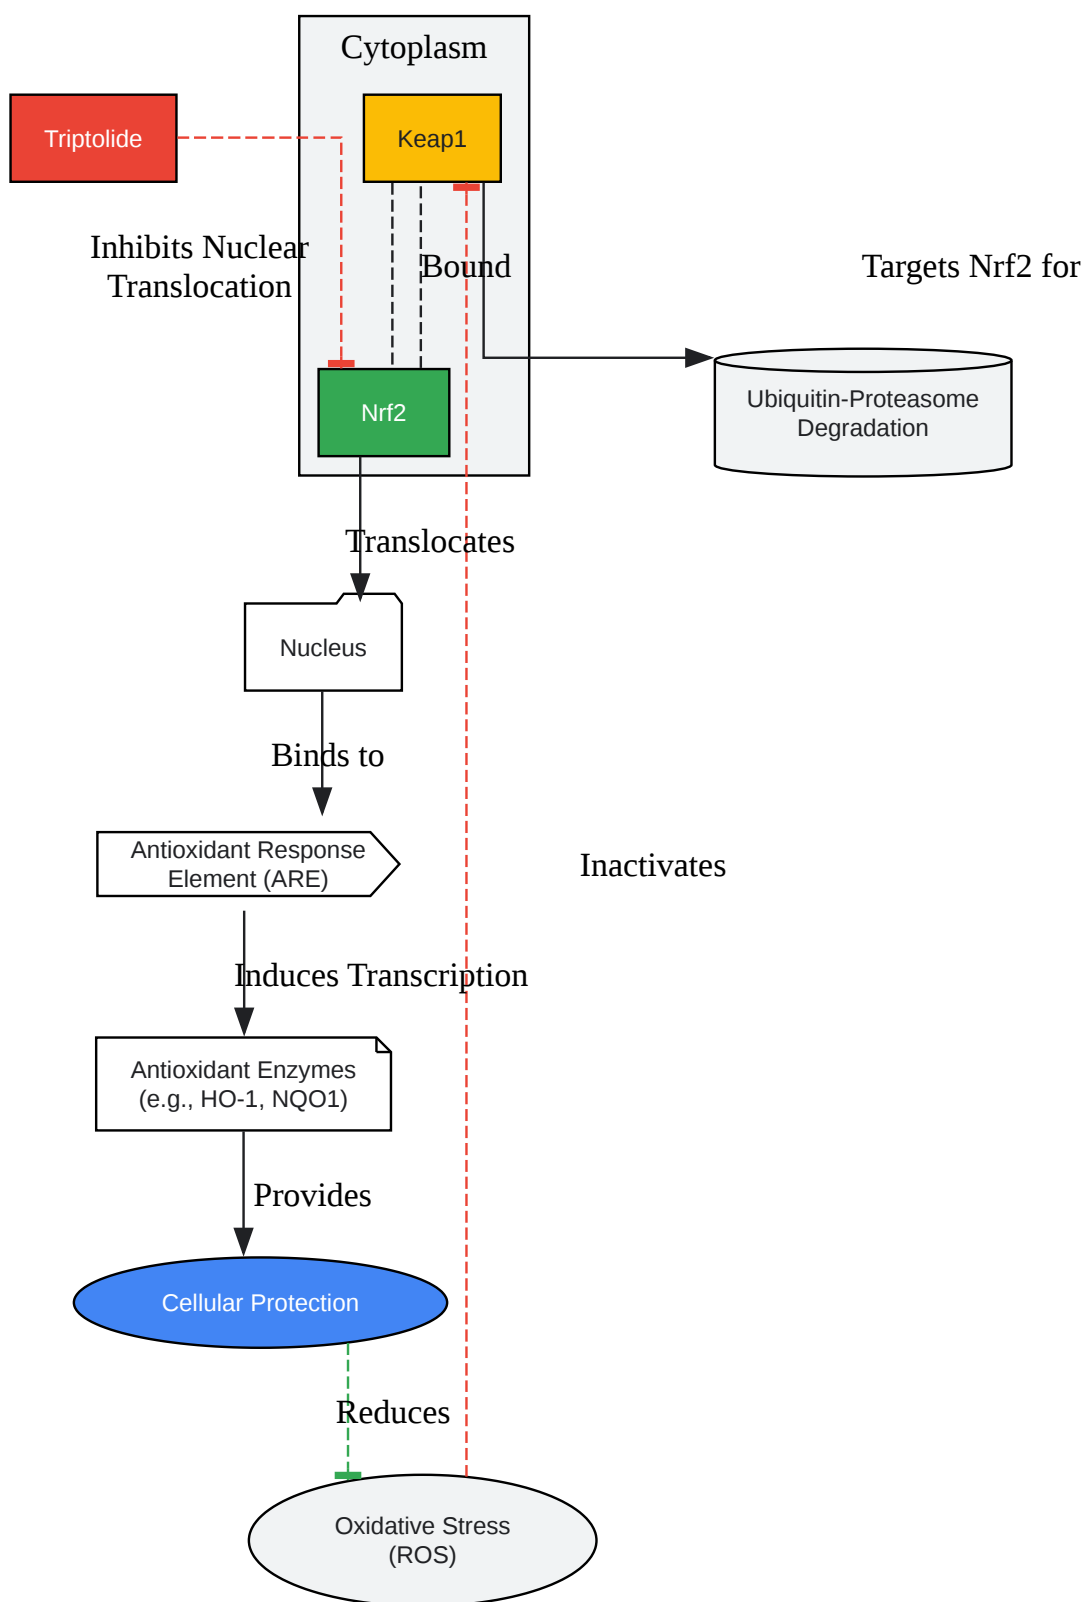 Cytoplasm
Triptolide
Keap1
Inhibits Nuclear
Translocation
Bound
Targets Nrf2 for
Ubiquitin-Proteasome
Degradation
Nrf2
Translocates
Nucleus
Binds to
Antioxidant Response
Element (ARE)
Inactivates
Induces Transcription
Antioxidant Enzymes
(e.g., HO-1, NQO1)
Provides
Cellular Protection
Reduces
Oxidative Stress
(ROS)